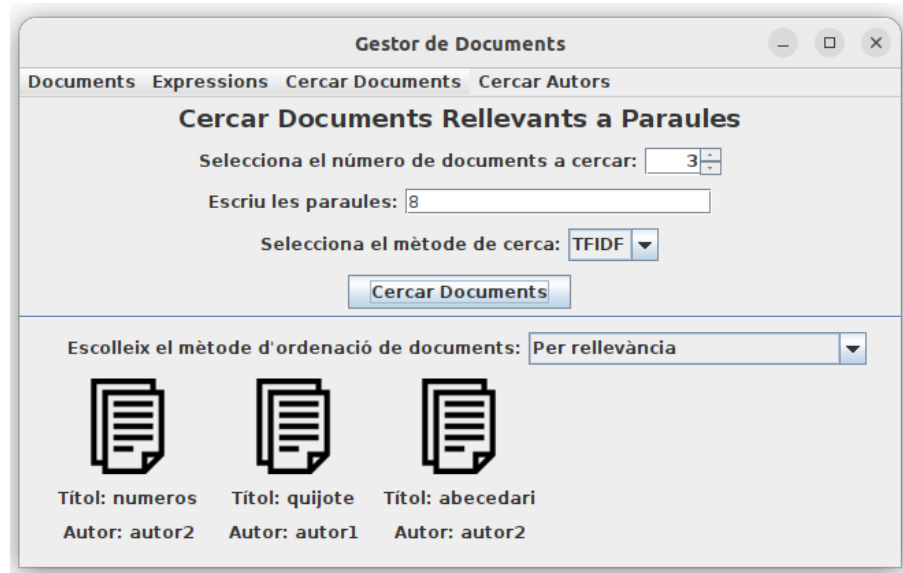 Gestor de Documents
Documents Expressions Cercar Documents Cercar Autors
Cercar Documents Rellevants a Paraules
Selecciona el número de documents a cercar: 3
Escriu les paraules: 8
Selecciona el mètode de cerca: TFIDF
Cercar Documents
Escolleix el mètode d'ordenació de documents: Per rellevància
Títol: numeros Títol: quijote Títol: abecedari
Autor: autor2 Autor: autor1 Autor: autor2